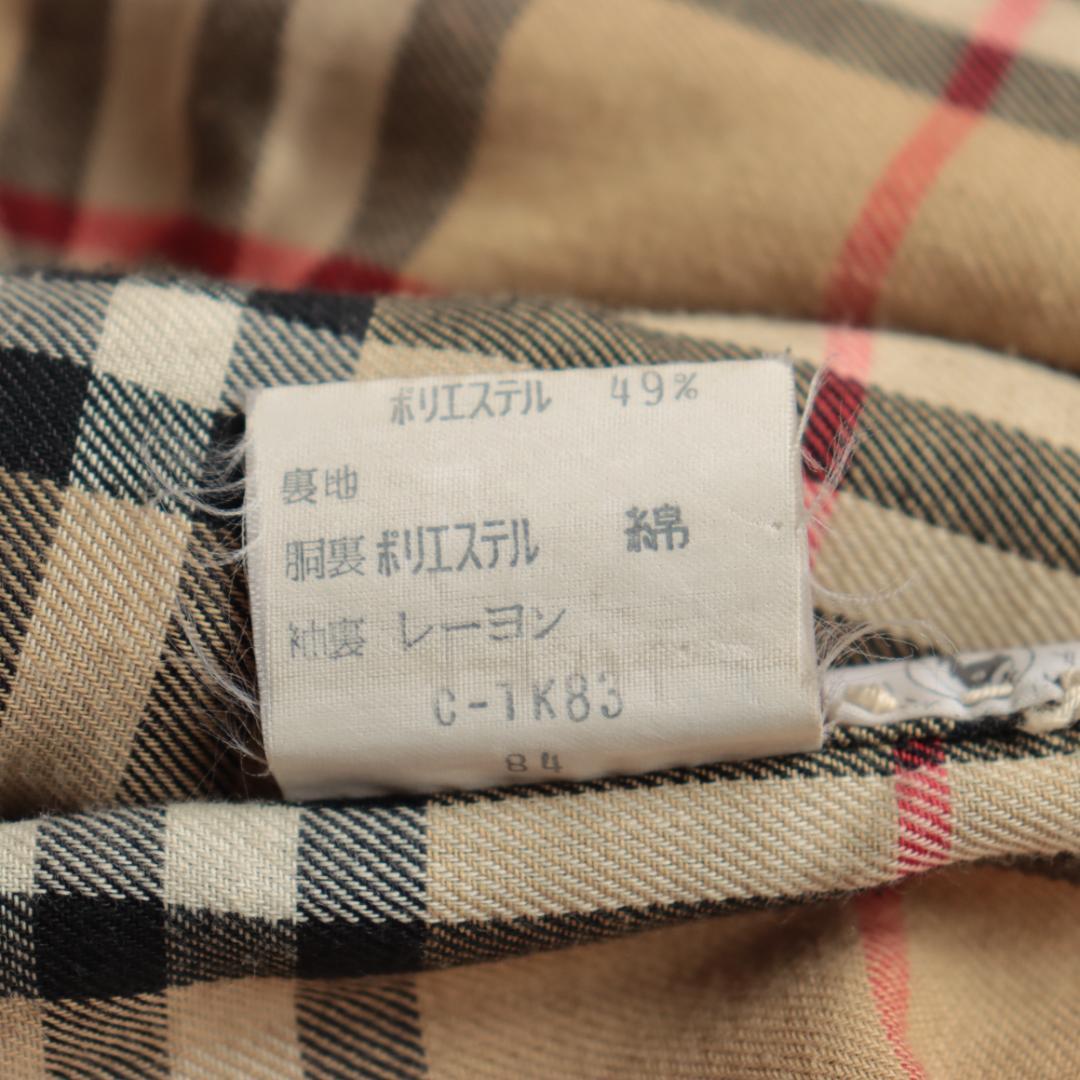 ポリエステル 49%
裏地
胴裏 ポリエステル 綿
袖裏 レーヨン
C-1K83
84